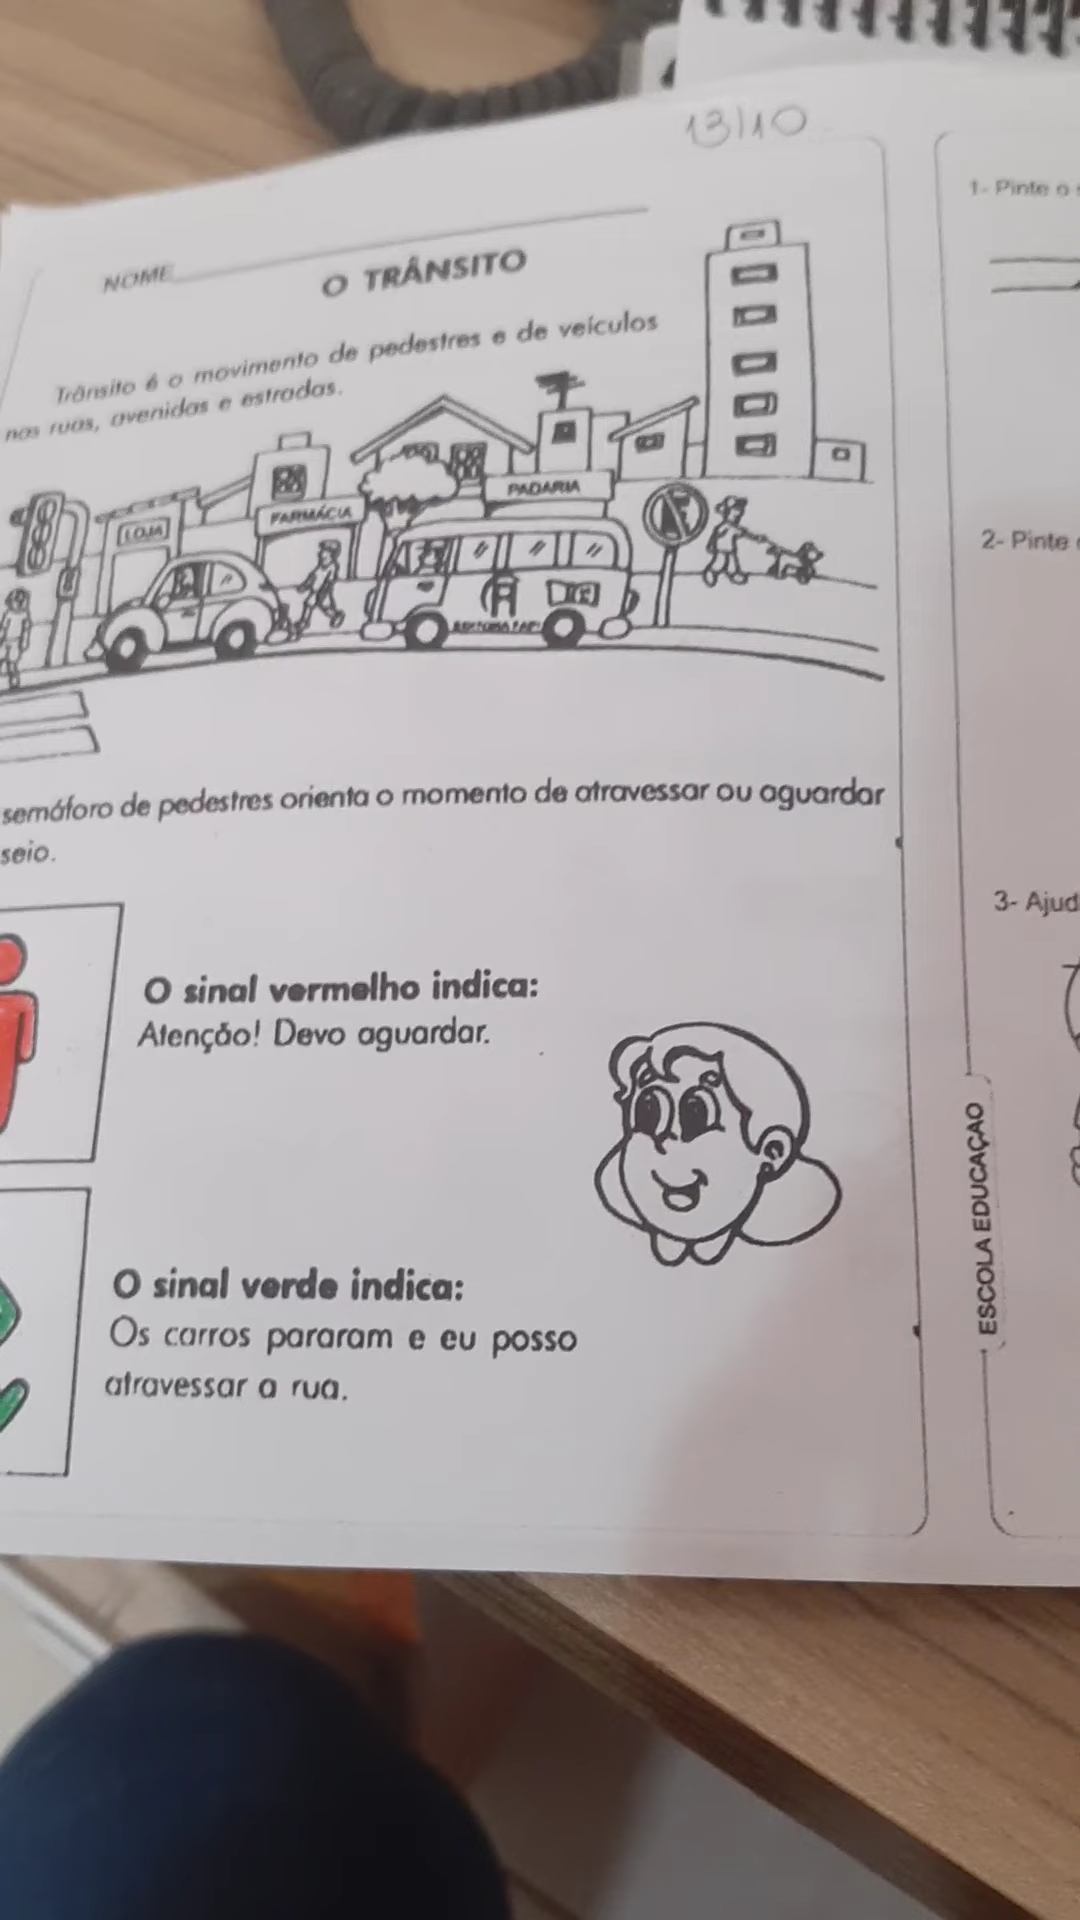 13/10
NOME
O TRÂNSITO
Trânsito é o movimento de pedestres e de veículos
nas ruas, avenidas e estradas.
LOJA
FARMÁCIA
PADARIA
semáforo de pedestres orienta o momento de atravessar ou aguardar
seio.
O sinal vermelho indica:
Atenção! Devo aguardar.
O sinal verde indica:
Os carros pararam e eu posso
atravessar a rua.
1- Pinte o
2- Pinte
3- Ajud
ESCOLA EDUCAÇAO